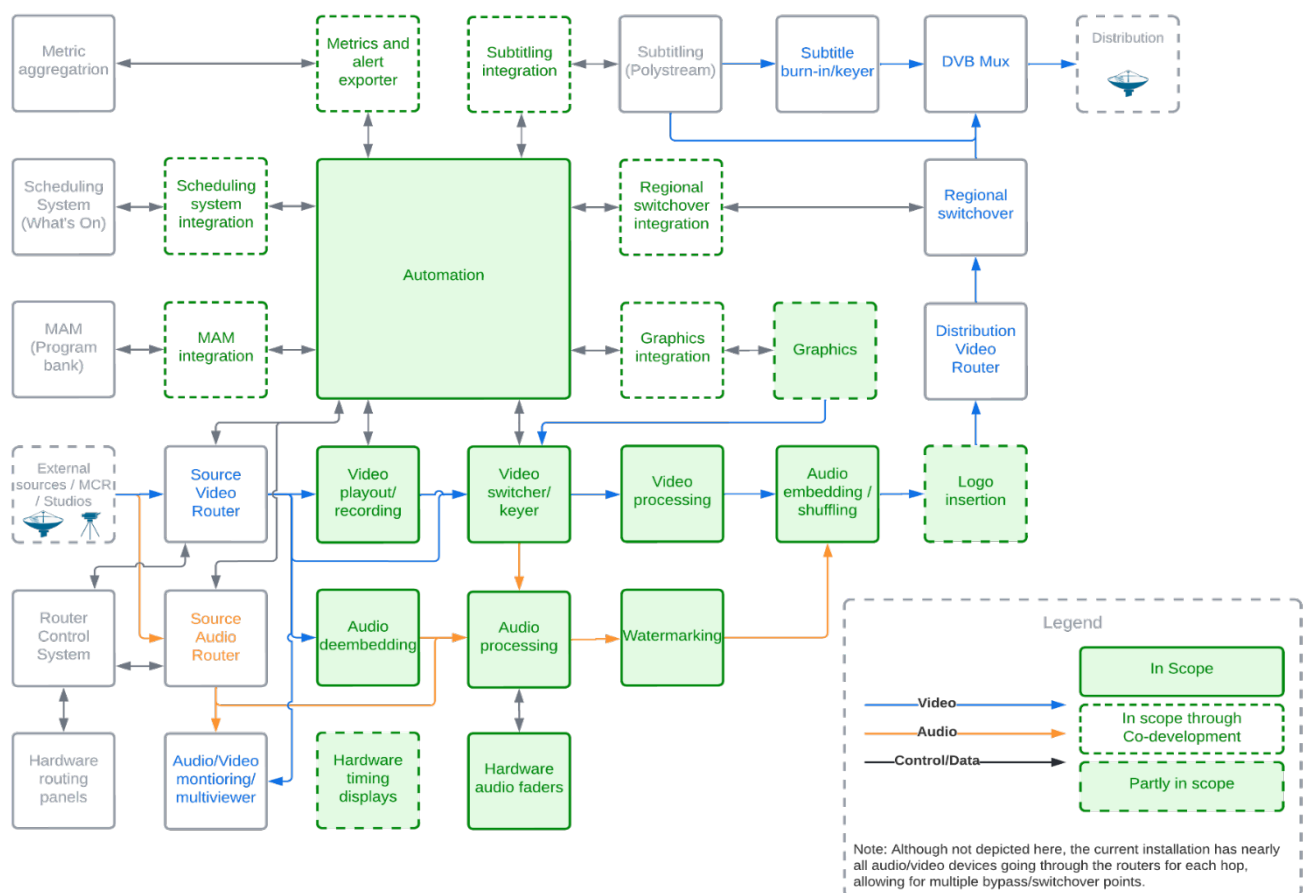 Metric
aggregatrion
Metrics and
alert
exporter
Subtitling
integration
Subtitling
(Polystream)
Subtitle
burn-in/keyer
DVB Mux
Distribution
Scheduling
System
(What's On)
Scheduling
system
integration
Automation
Regional
switchover
integration
Regional
switchover
MAM
(Program
bank)
MAM
integration
Graphics
integration
Graphics
Distribution
Video
Router
External
sources / MCR
/ Studios
Source
Video
Router
Video
playout/
recording
Video
switcher/
keyer
Video
processing
Audio
embedding /
shuffling
Logo
insertion
Router
Control
System
Source
Audio
Router
Audio
deembedding
Audio
processing
Watermarking
Hardware
routing
panels
Audio/Video
montioring/
multiviewer
Hardware
timing
displays
Hardware
audio faders
Legend
Video
Audio
Control/Data
In Scope
In scope through
Co-development
Partly in scope
Note: Although not depicted here, the current installation has nearly
all audio/video devices going through the routers for each hop,
allowing for multiple bypass/switchover points.